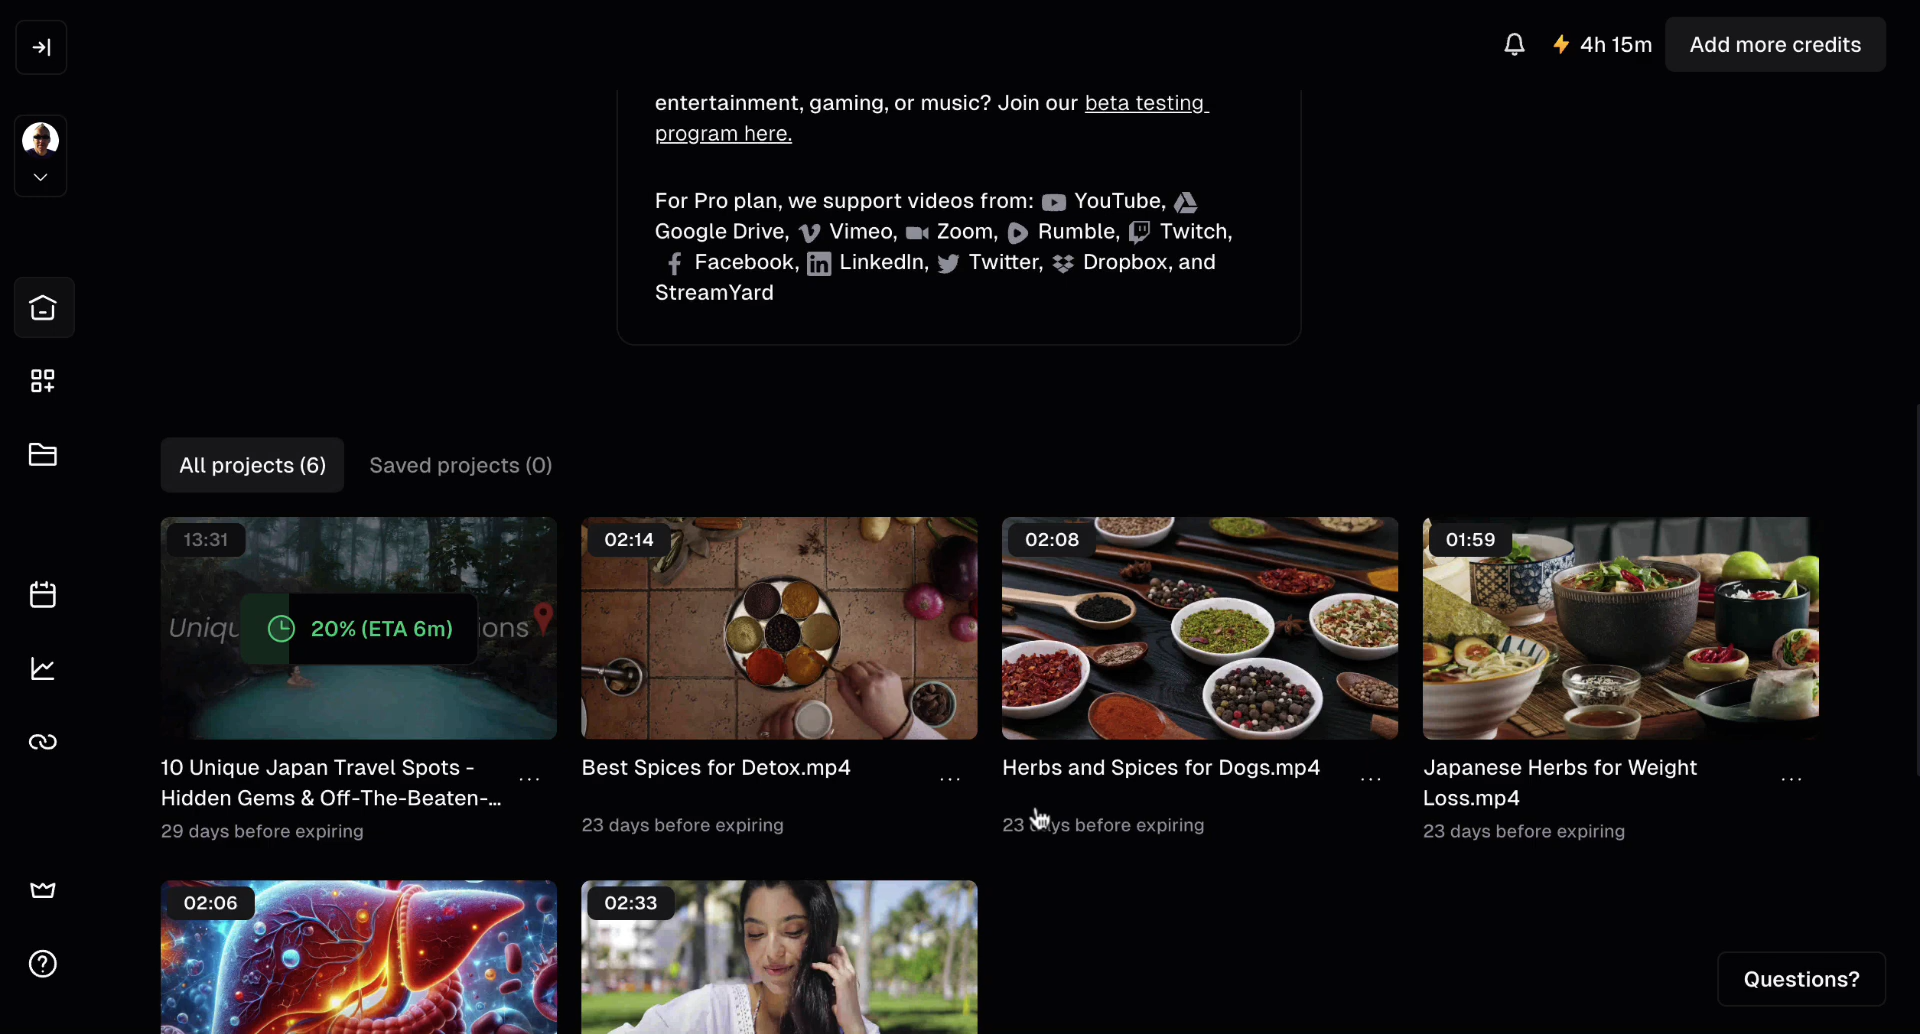 4h 15m
Add more credits
entertainment, gaming, or music? Join our beta testing
program here.
For Pro plan, we support videos from: YouTube,
Google Drive, Vimeo, Zoom, Rumble, Twitch,
Facebook, LinkedIn, Twitter, Dropbox, and
StreamYard
All projects (6)
Saved projects (0)
13:31
Uniqu
ions
20% (ETA 6m)
10 Unique Japan Travel Spots -
Hidden Gems & Off-The-Beaten-...
29 days before expiring
02:14
Best Spices for Detox.mp4
23 days before expiring
02:08
Herbs and Spices for Dogs.mp4
23 days before expiring
01:59
Japanese Herbs for Weight
Loss.mp4
23 days before expiring
02:06
02:33
Questions?